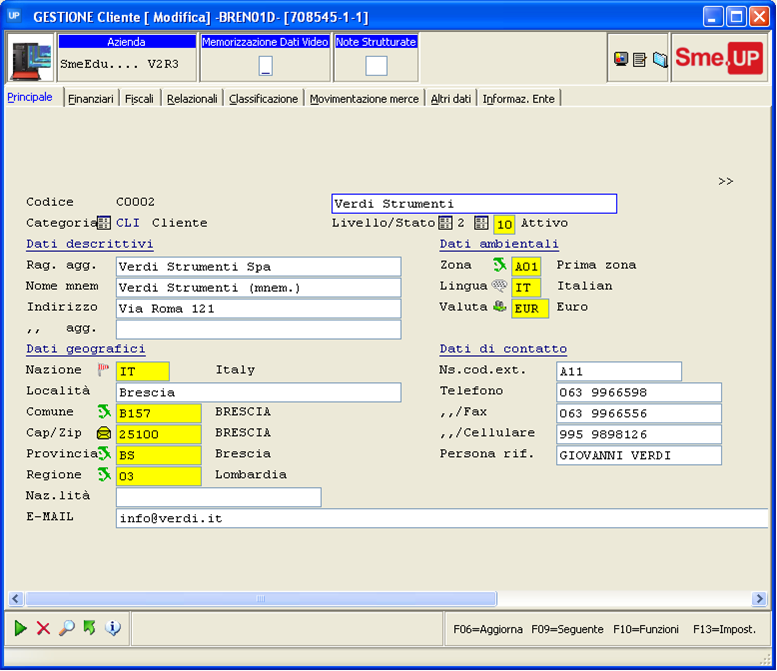 UP GESTIONE Cliente [ Modifica] -BREN01D- [708545-1-1]
Azienda Memorizzazione Dati Video Note Strutturate
SmeEdu.... V2R3
Sme.UP
Principale Finanziari Fiscali Relazionali Classificazione Movimentazione merce Altri dati Informaz. Ente
>>
Codice C0002 Verdi Strumenti
Categoria CLI Cliente Livello/Stato 2 10 Attivo
Dati descrittivi Dati ambientali
Rag. agg. Verdi Strumenti Spa Zona A01 Prima zona
Nome mnem Verdi Strumenti (mnem.) Lingua IT Italian
Indirizzo Via Roma 121 Valuta EUR Euro
,, agg.
Dati geografici Dati di contatto
Nazione IT Italy Ns.cod.ext. A11
Località Brescia Telefono 063 9966598
Comune B157 BRESCIA ,,/Fax 063 9966556
Cap/Zip 25100 BRESCIA ,,/Cellulare 995 9898126
Provincia BS Brescia Persona rif. GIOVANNI VERDI
Regione 03 Lombardia
Naz.lità
E-MAIL info@verdi.it
F06=Aggiorna F09=Seguente F10=Funzioni F13=Impost.